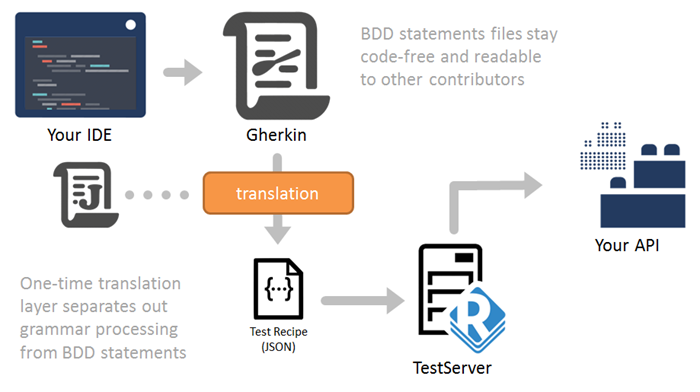 BDD statements files stay
code-free and readable
to other contributors
Your IDE
Gherkin
J
translation
{...}
Your API
One-time translation
layer separates out
grammar processing
from BDD statements
Test Recipe
(JSON)
R
TestServer